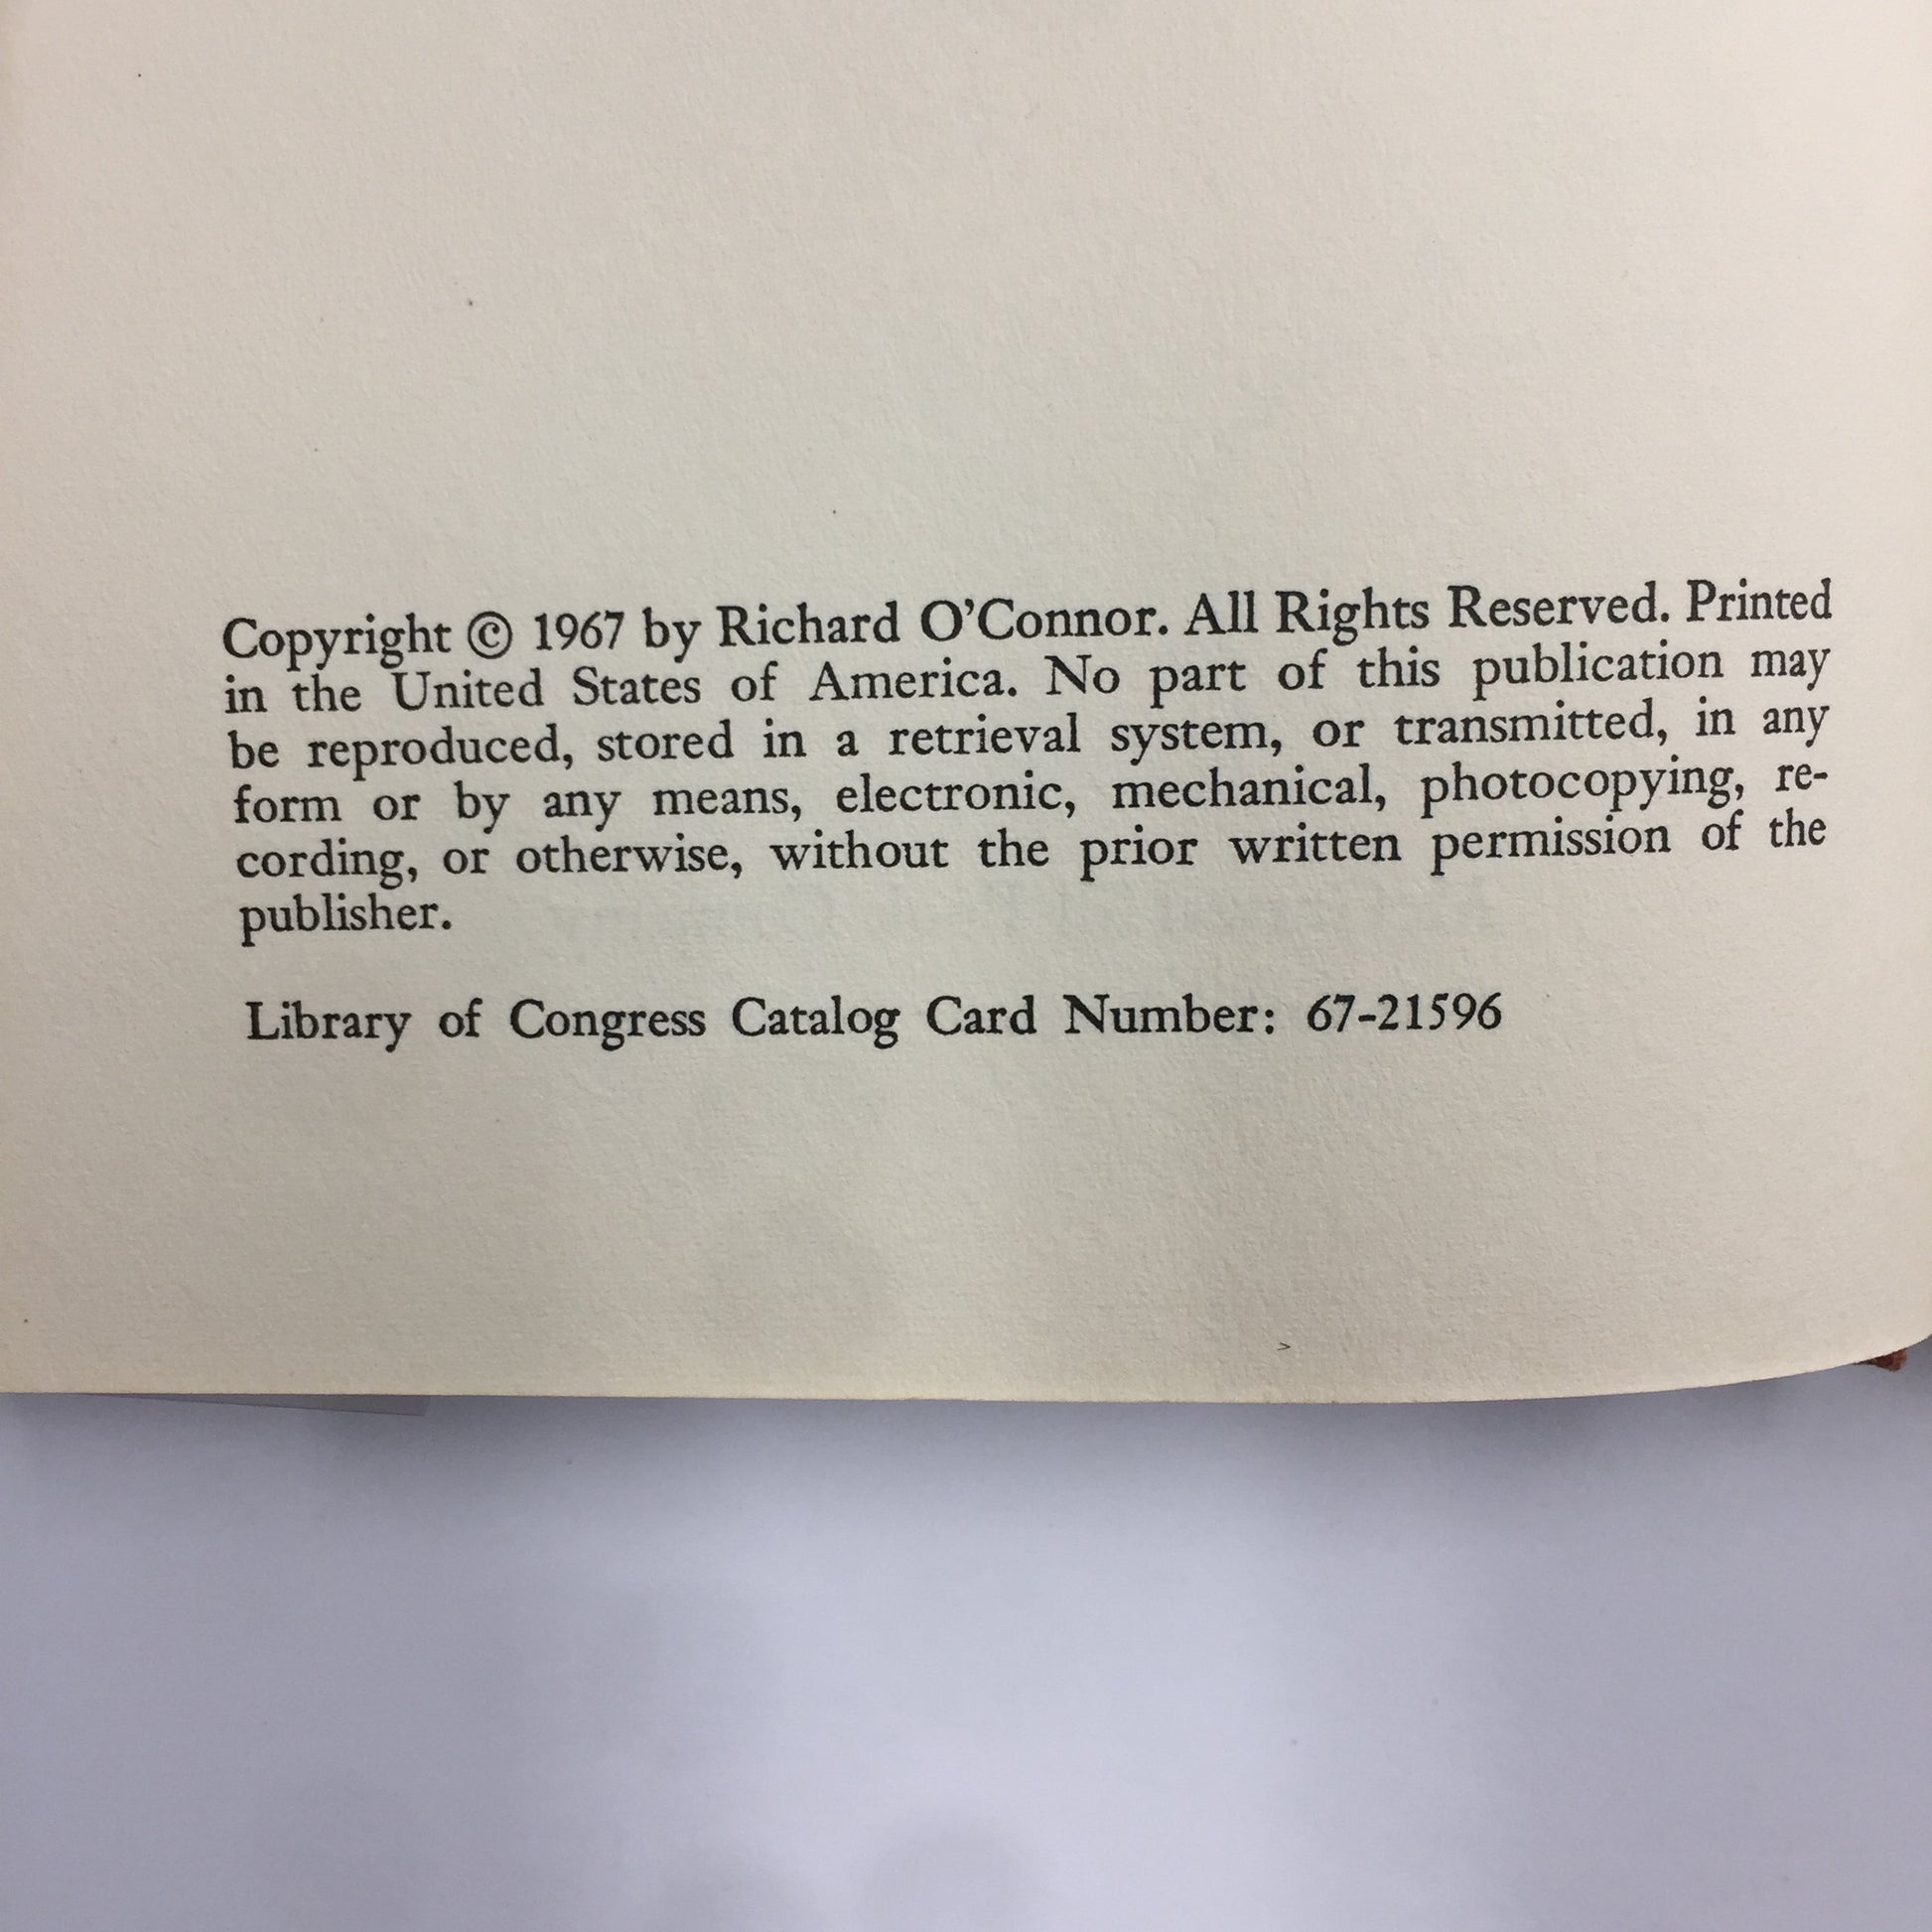 Copyright © 1967 by Richard O'Connor. All Rights Reserved. Printed
in the United States of America. No part of this publication may
be reproduced, stored in a retrieval system, or transmitted, in any
form or by any means, electronic, mechanical, photocopying, re-
cording, or otherwise, without the prior written permission of the
publisher.
Library of Congress Catalog Card Number: 67-21596